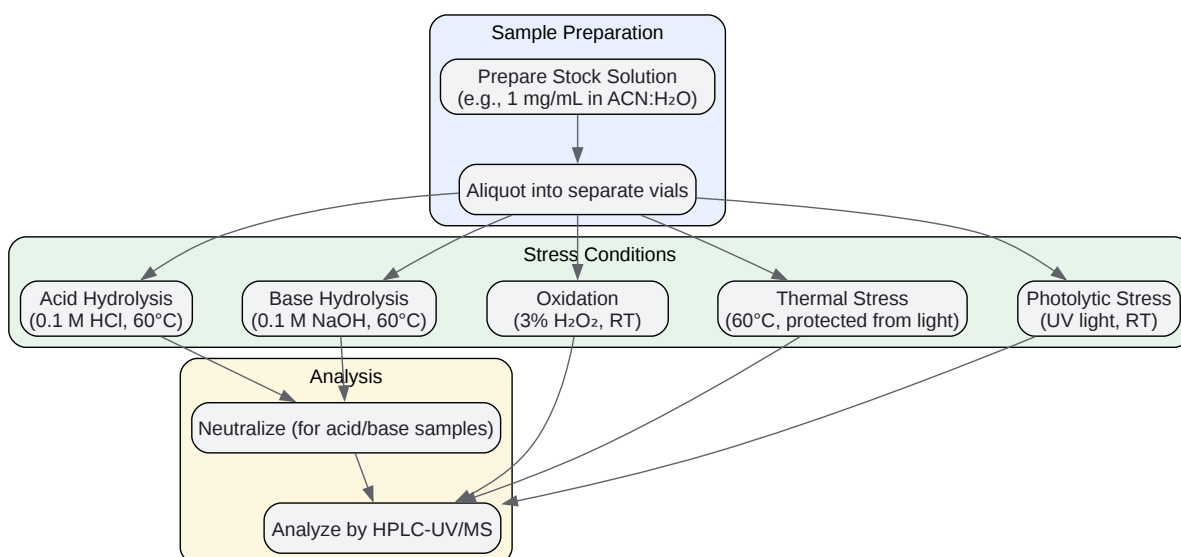 Sample Preparation
Prepare Stock Solution
(e.g., 1 mg/mL in ACN:H₂O)
Aliquot into separate vials
Stress Conditions
Acid Hydrolysis
(0.1 M HCl, 60°C)
Base Hydrolysis
(0.1 M NaOH, 60°C)
Oxidation
(3% H₂O₂, RT)
Thermal Stress
(60°C, protected from light)
Photolytic Stress
(UV light, RT)
Analysis
Neutralize (for acid/base samples)
Analyze by HPLC-UV/MS